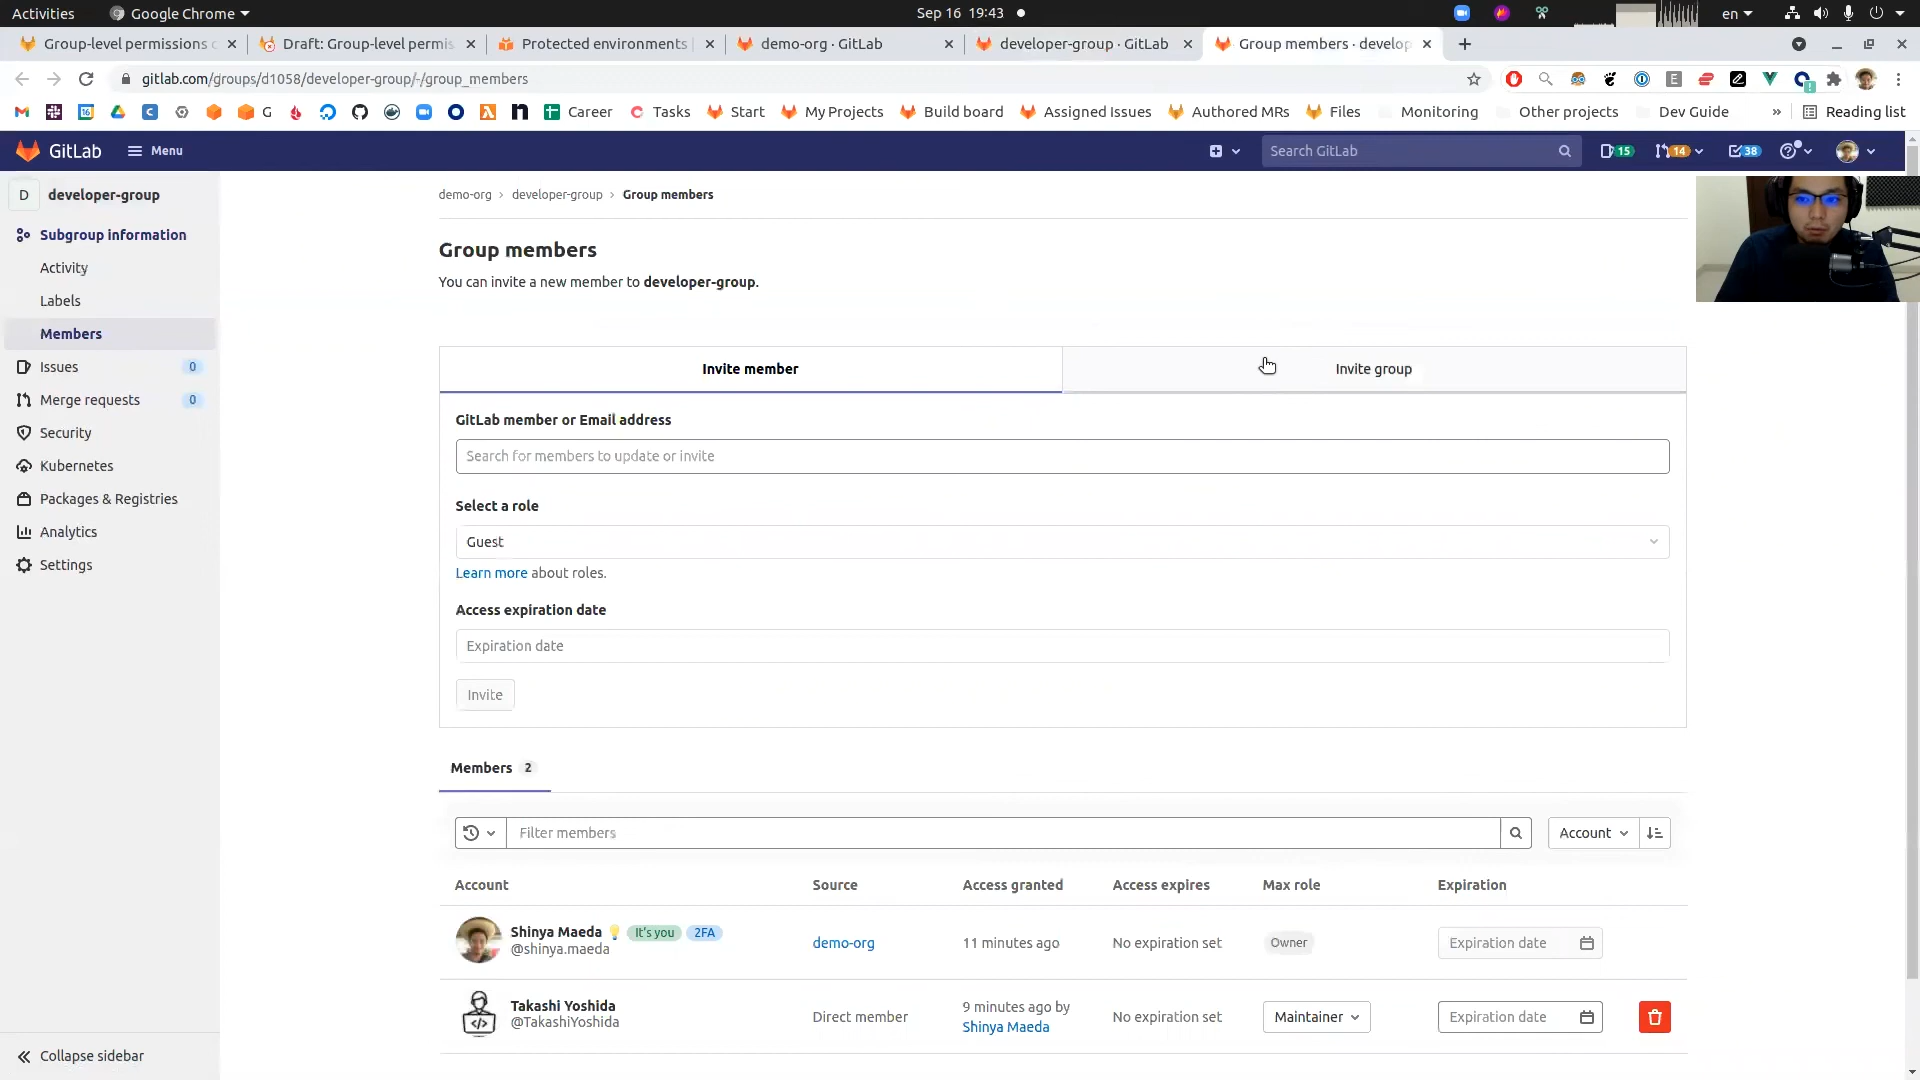 Activities
Google Chrome
Sep 16 19:43
en
Group-level permissions
Draft: Group-level permis
Protected environments
demo-org · GitLab
developer-group · GitLab
Group members · develop
gitlab.com/groups/d1058/developer-group/-/group_members
G
Career
Tasks
Start
My Projects
Build board
Assigned Issues
Authored MRs
Files
Monitoring
Other projects
Dev Guide
»
Reading list
GitLab
Menu
Search GitLab
15
14
38
D
developer-group
Subgroup information
Activity
Labels
Members
Issues 0
Merge requests 0
Security
Kubernetes
Packages & Registries
Analytics
Settings
Collapse sidebar
demo-org › developer-group › Group members
Group members
You can invite a new member to developer-group.
Invite member
Invite group
GitLab member or Email address
Search for members to update or invite
Select a role
Guest
Learn more about roles.
Access expiration date
Expiration date
Invite
Members 2
Filter members
Account
Account Source Access granted Access expires Max role Expiration
Shinya Maeda It's you 2FA
@shinya.maeda
demo-org
11 minutes ago
No expiration set
Owner
Expiration date
Takashi Yoshida
@TakashiYoshida
Direct member
9 minutes ago by
Shinya Maeda
No expiration set
Maintainer
Expiration date